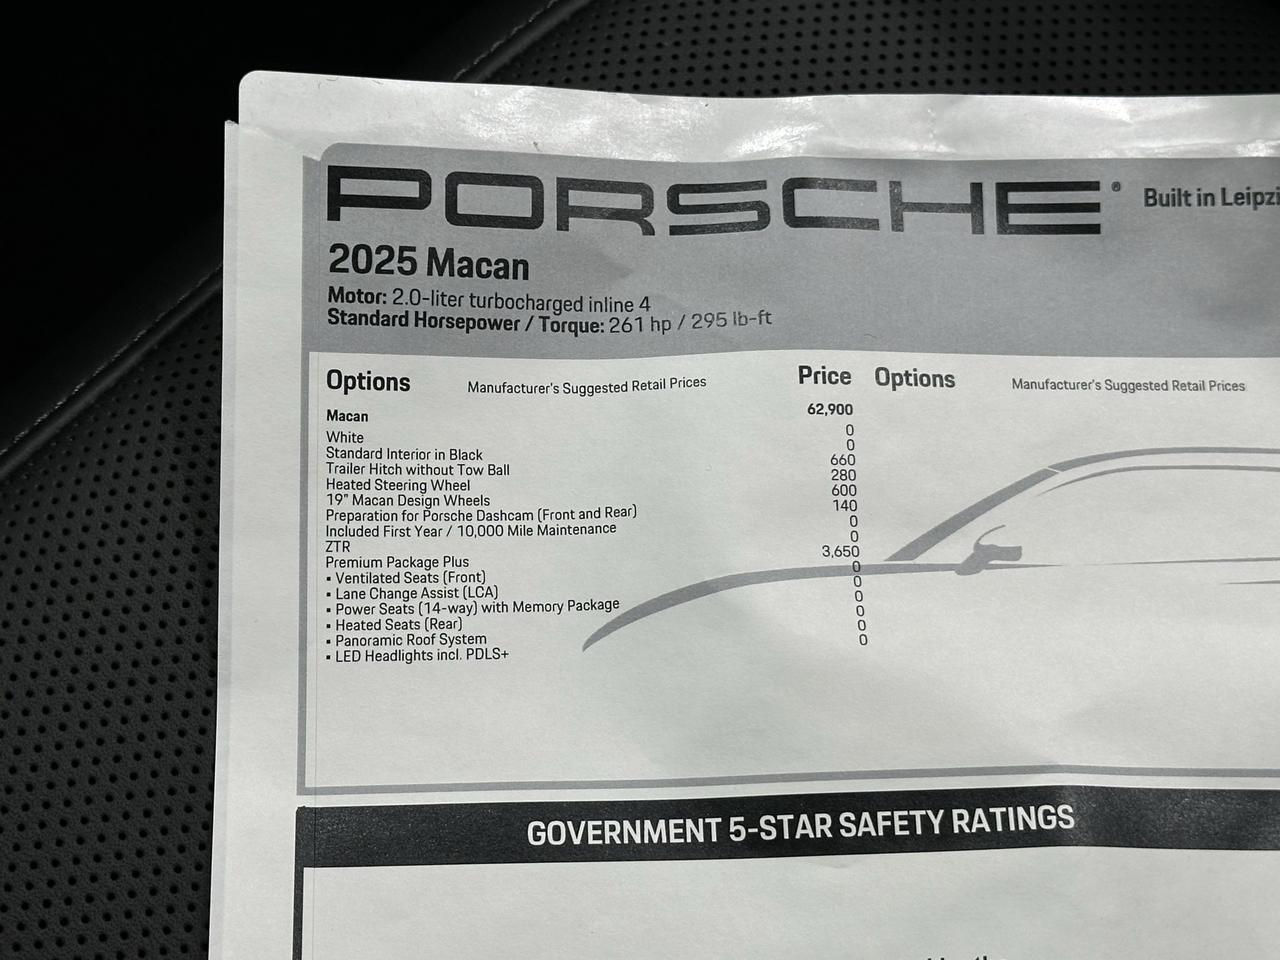 PORSCHE® Built in Leipzi
2025 Macan
Motor: 2.0-liter turbocharged inline 4
Standard Horsepower / Torque: 261 hp / 295 lb-ft
Options Manufacturer's Suggested Retail Prices Price Options Manufacturer's Suggested Retail Prices
Macan 62,900
White 0
Standard Interior in Black 0
Trailer Hitch without Tow Ball 660
Heated Steering Wheel 280
19" Macan Design Wheels 600
Preparation for Porsche Dashcam (Front and Rear) 140
Included First Year / 10,000 Mile Maintenance 0
ZTR 0
Premium Package Plus 3,650
▪ Ventilated Seats (Front) 0
▪ Lane Change Assist (LCA) 0
▪ Power Seats (14-way) with Memory Package 0
▪ Heated Seats (Rear) 0
▪ Panoramic Roof System 0
▪ LED Headlights incl. PDLS+ 0
GOVERNMENT 5-STAR SAFETY RATINGS